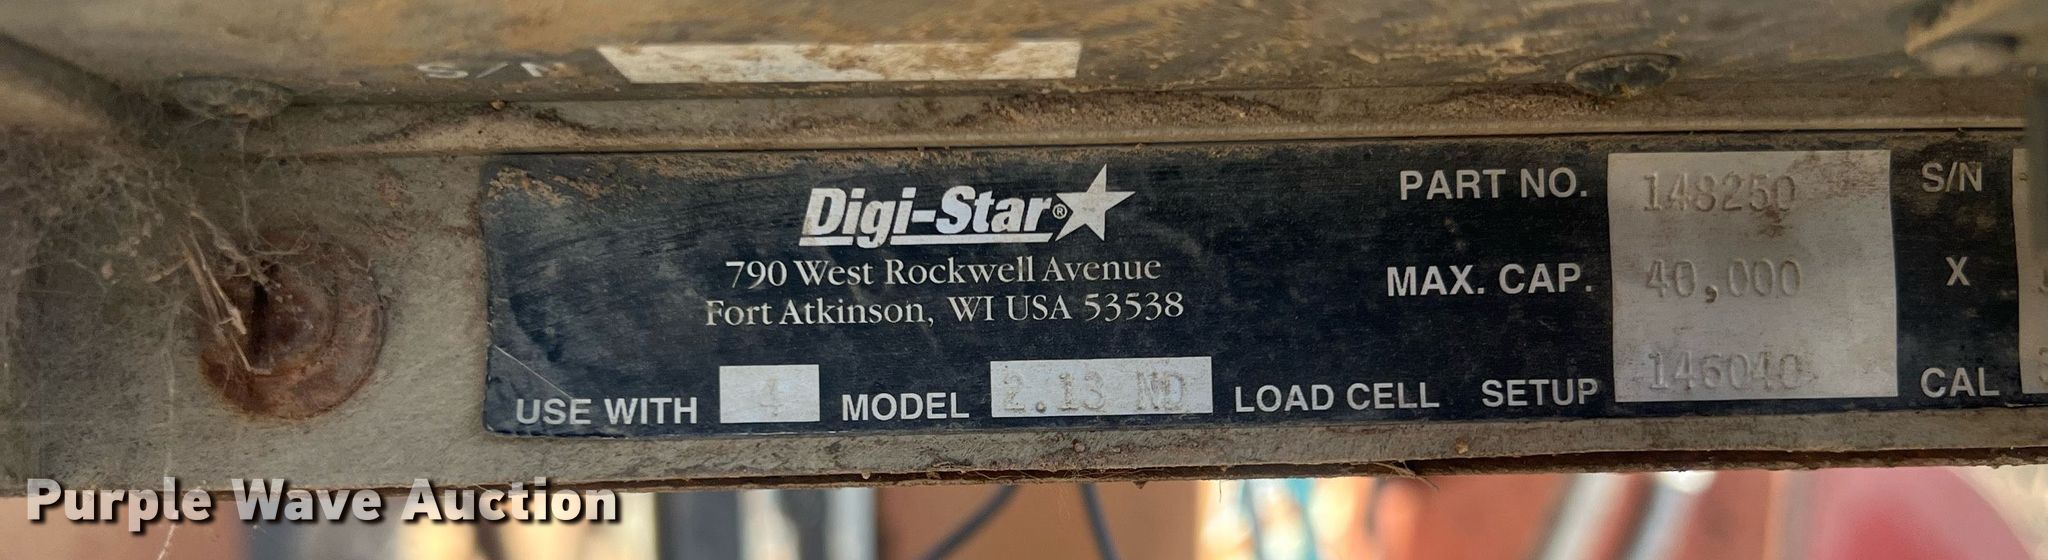 S/N
Digi-Star®
790 West Rockwell Avenue
Fort Atkinson, WI USA 53538
USE WITH 4 MODEL 2.13 ND LOAD CELL
PART NO. 148250 S/N
MAX. CAP. 40,000 X
SETUP 146040 CAL
Purple Wave Auction